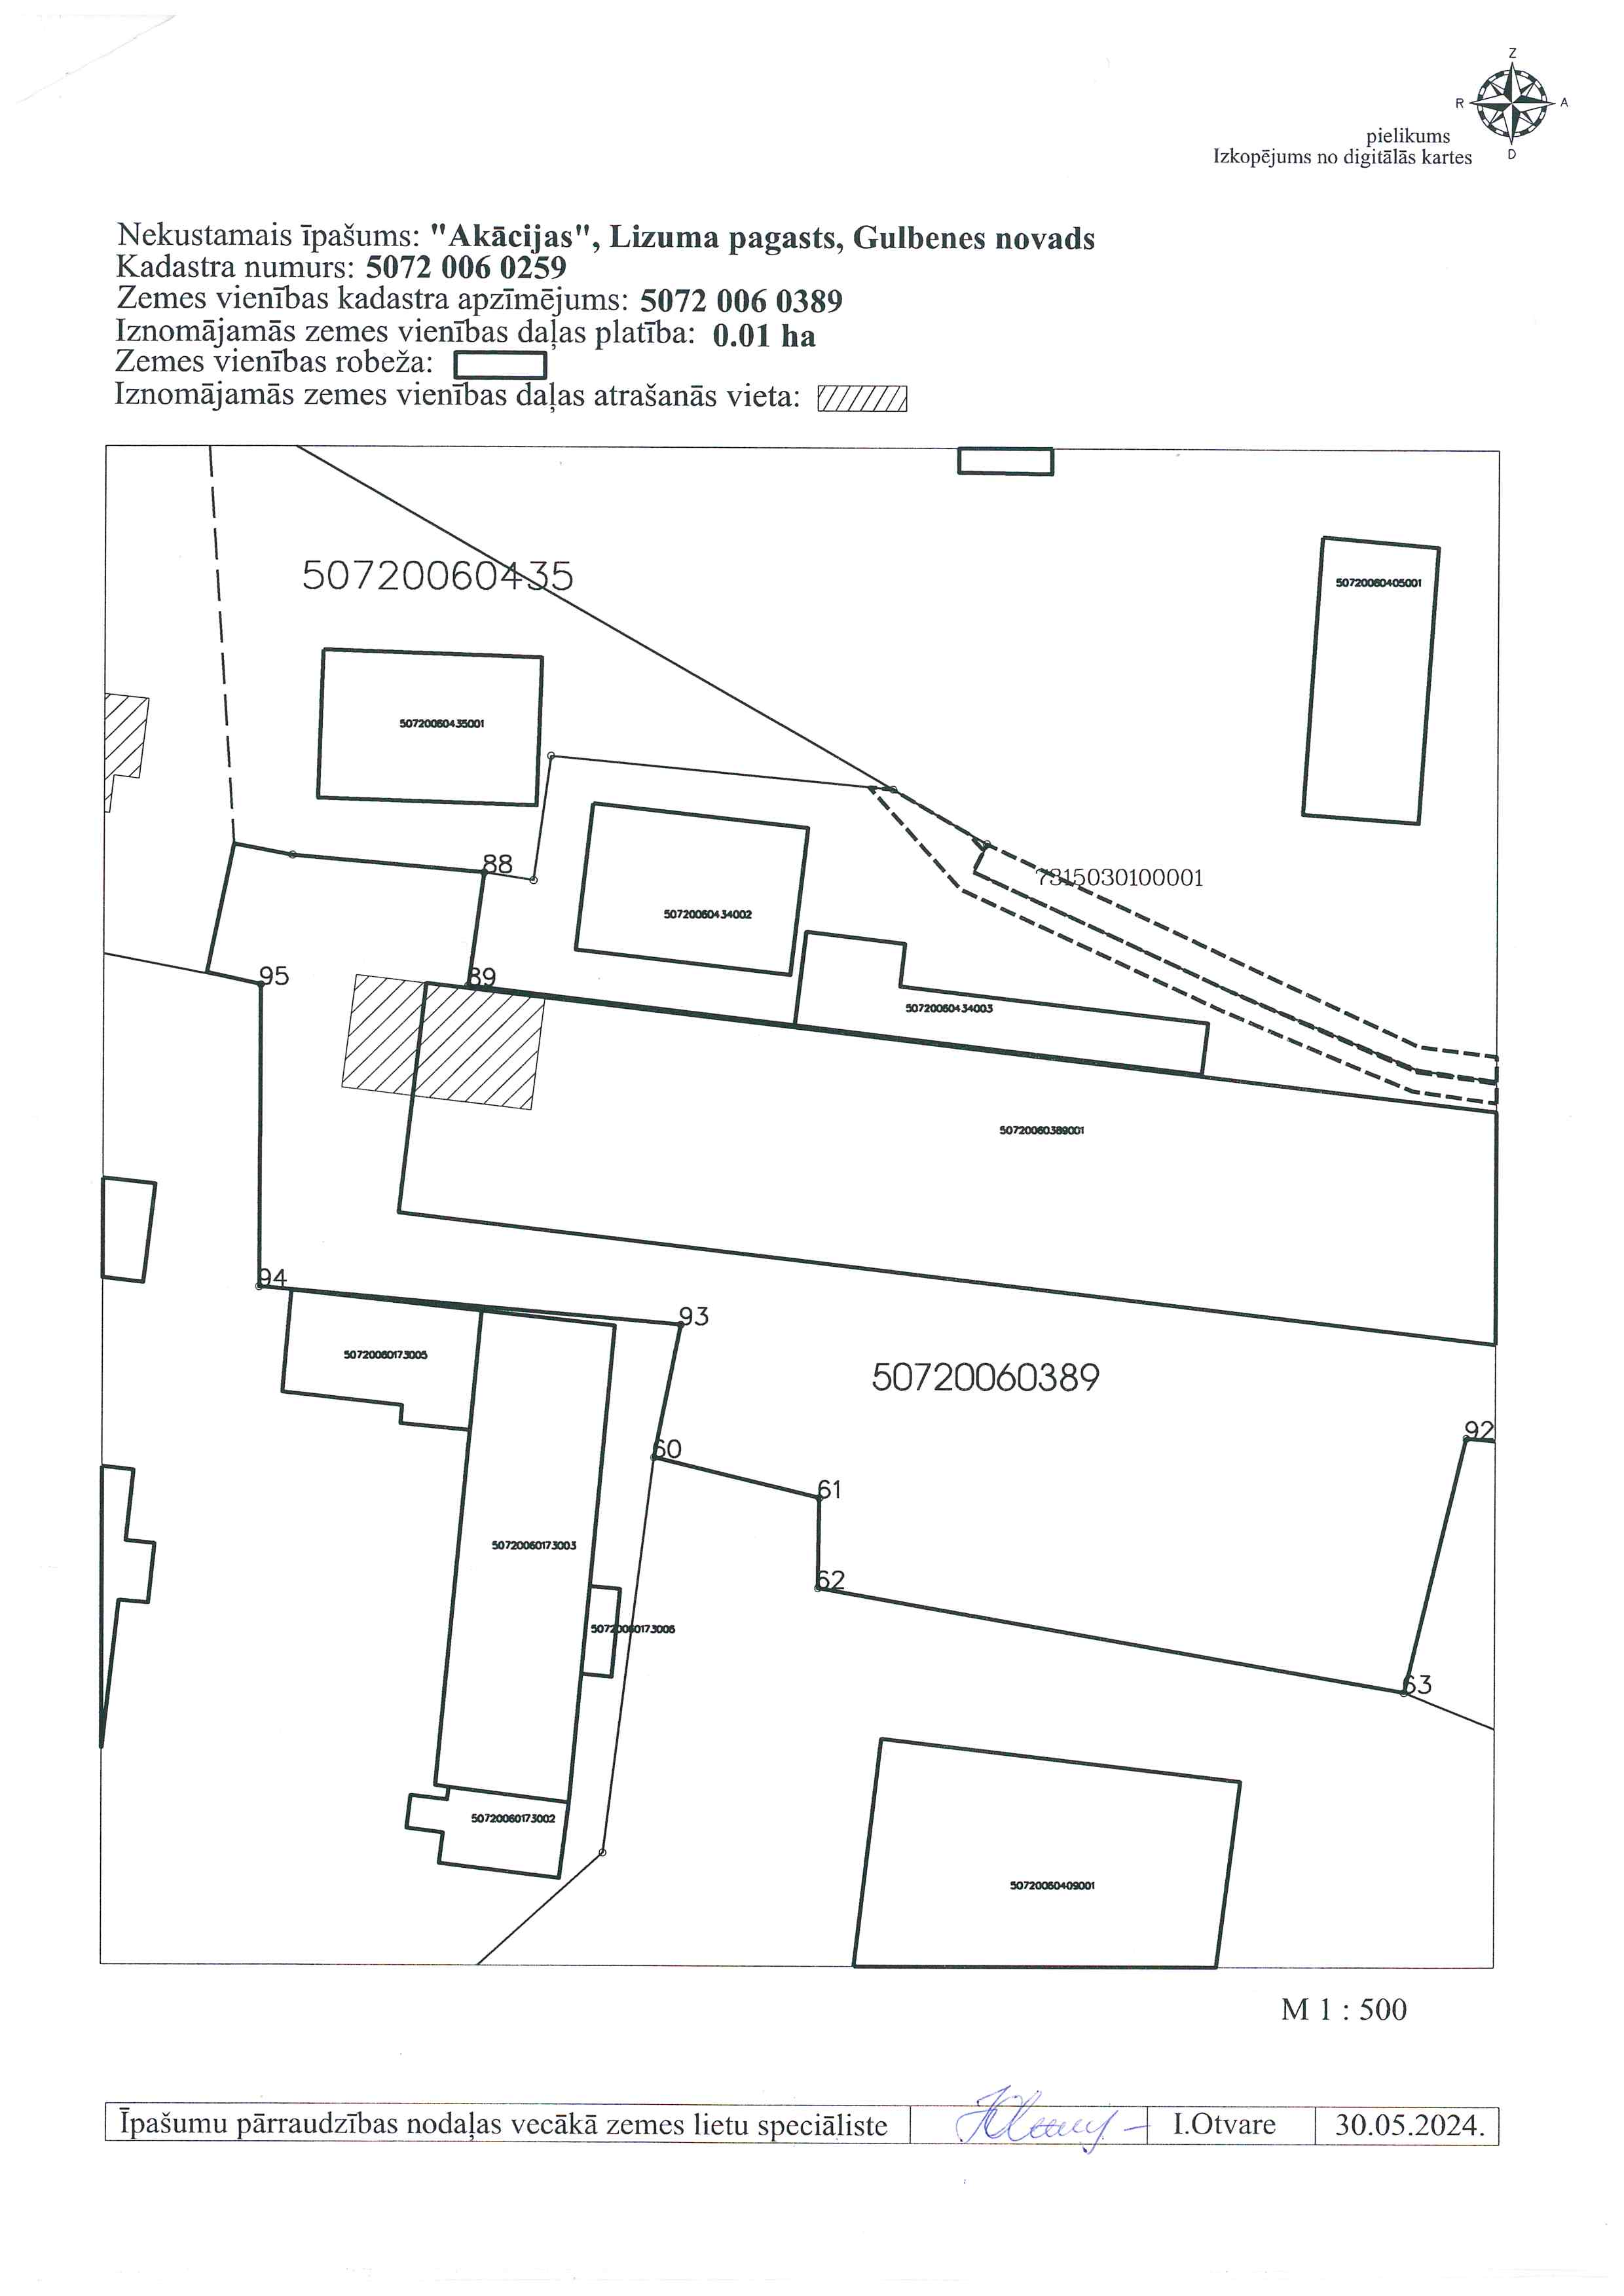 Z
R
A
D
pielikums
Izkopējums no digitālās kartes
Nekustamais īpašums: "Akācijas", Lizuma pagasts, Gulbenes novads
Kadastra numurs: 5072 006 0259
Zemes vienības kadastra apzīmējums: 5072 006 0389
Iznomājamās zemes vienības daļas platība: 0.01 ha
Zemes vienības robeža:
Iznomājamās zemes vienības daļas atrašanās vieta:
50720060435
50720060405001
50720060435001
88
7315030100001
50720060434002
95
89
50720060434003
50720060389001
94
93
50720060173005
50720060389
92
60
61
50720060173003
62
50720060173006
63
50720060173002
50720060409001
M 1 : 500
Īpašumu pārraudzības nodaļas vecākā zemes lietu speciāliste I.Otvare 30.05.2024.